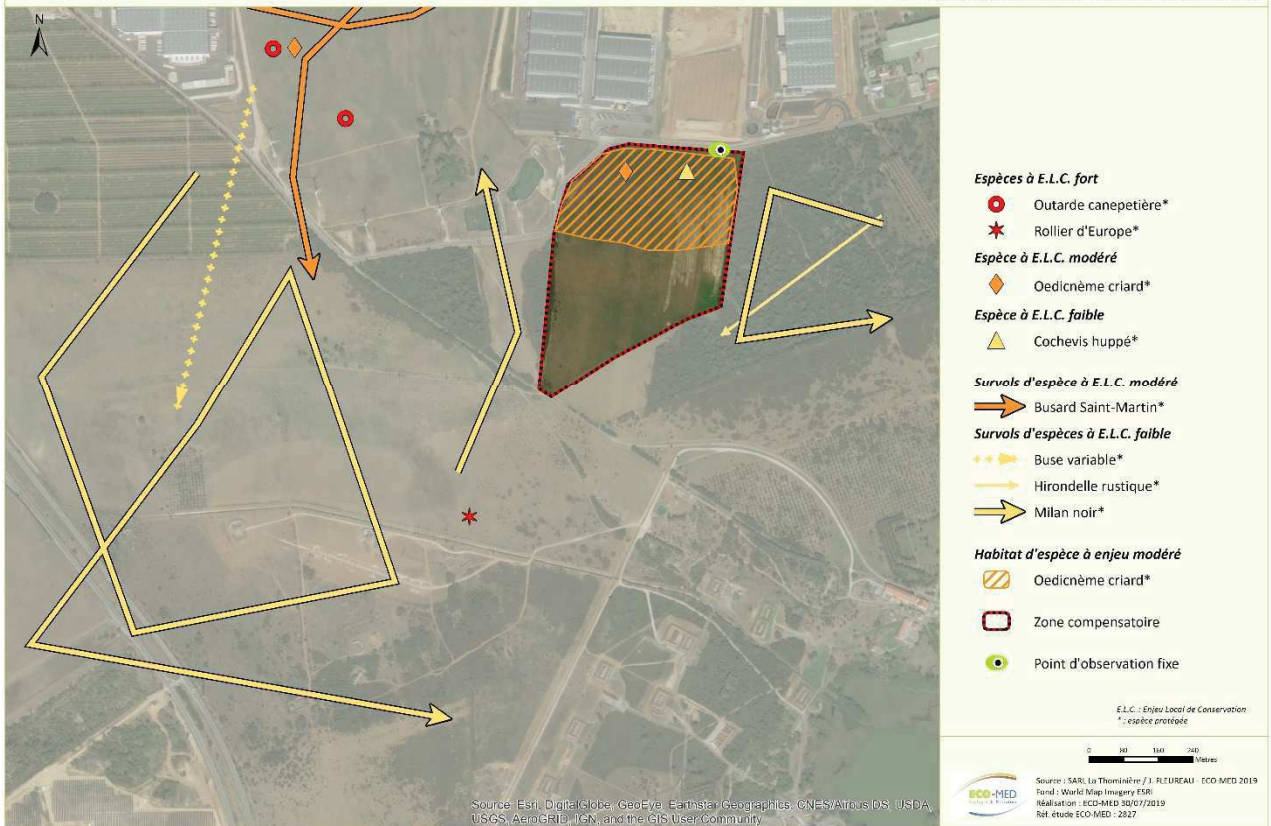 N
Espèces à E.L.C. fort
Outarde canepetière*
Rollier d'Europe*
Espèce à E.L.C. modéré
Oedicnème criard*
Espèce à E.L.C. faible
Cochevis huppé*
Survols d'espèce à E.L.C. modéré
Busard Saint-Martin*
Survols d'espèces à E.L.C. faible
Buse variable*
Hirondelle rustique*
Milan noir*
Habitat d'espèce à enjeu modéré
Oedicnème criard*
Zone compensatoire
Point d'observation fixe
E.L.C. : Enjeu Local de Conservation
* : espèce protégée
0 80 160 240
Metres
ECO-MED
Source : SARL La Thominière / J. FLEUREAU - ECO-MED 2019
Fond : World Map Imagery ESRI
Réalisation : ECO-MED 30/07/2019
Réf. étude ECO-MED : 2827
Source: Esri, DigitalGlobe, GeoEye, Earthstar Geographics, CNES/Airbus DS, USDA,
USGS, AeroGRID, IGN, and the GIS User Community